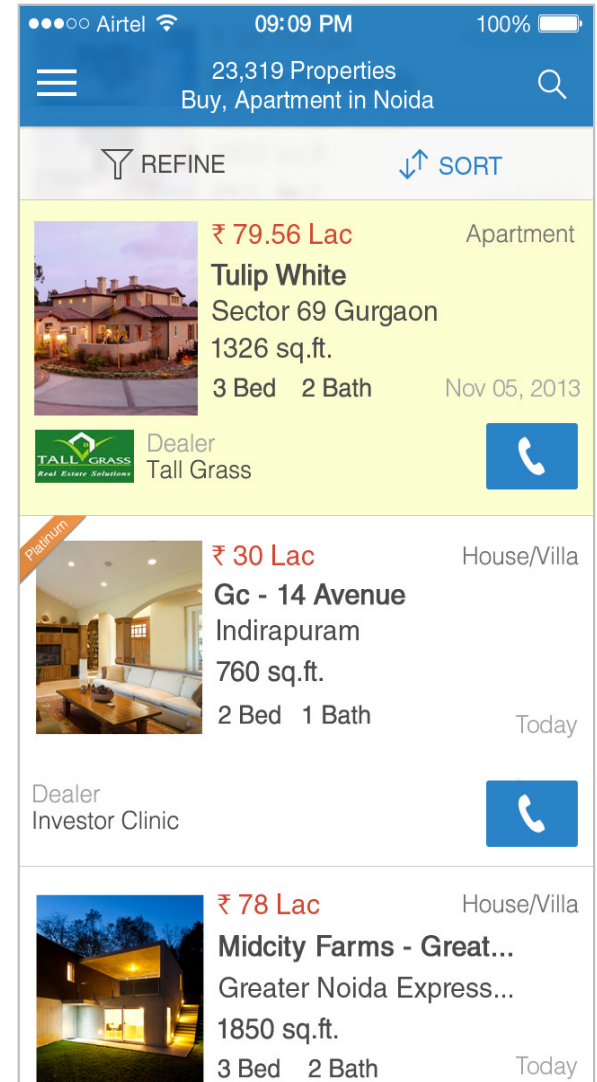 Airtel 09:09 PM 100%
23,319 Properties
Buy, Apartment in Noida
REFINE SORT
₹ 79.56 Lac Apartment
Tulip White
Sector 69 Gurgaon
1326 sq.ft.
3 Bed 2 Bath Nov 05, 2013
TALL GRASS
Real Estate Solutions
Dealer
Tall Grass
Platinum
₹ 30 Lac House/Villa
Gc - 14 Avenue
Indirapuram
760 sq.ft.
2 Bed 1 Bath Today
Dealer
Investor Clinic
₹ 78 Lac House/Villa
Midcity Farms - Great...
Greater Noida Express...
1850 sq.ft.
3 Bed 2 Bath Today